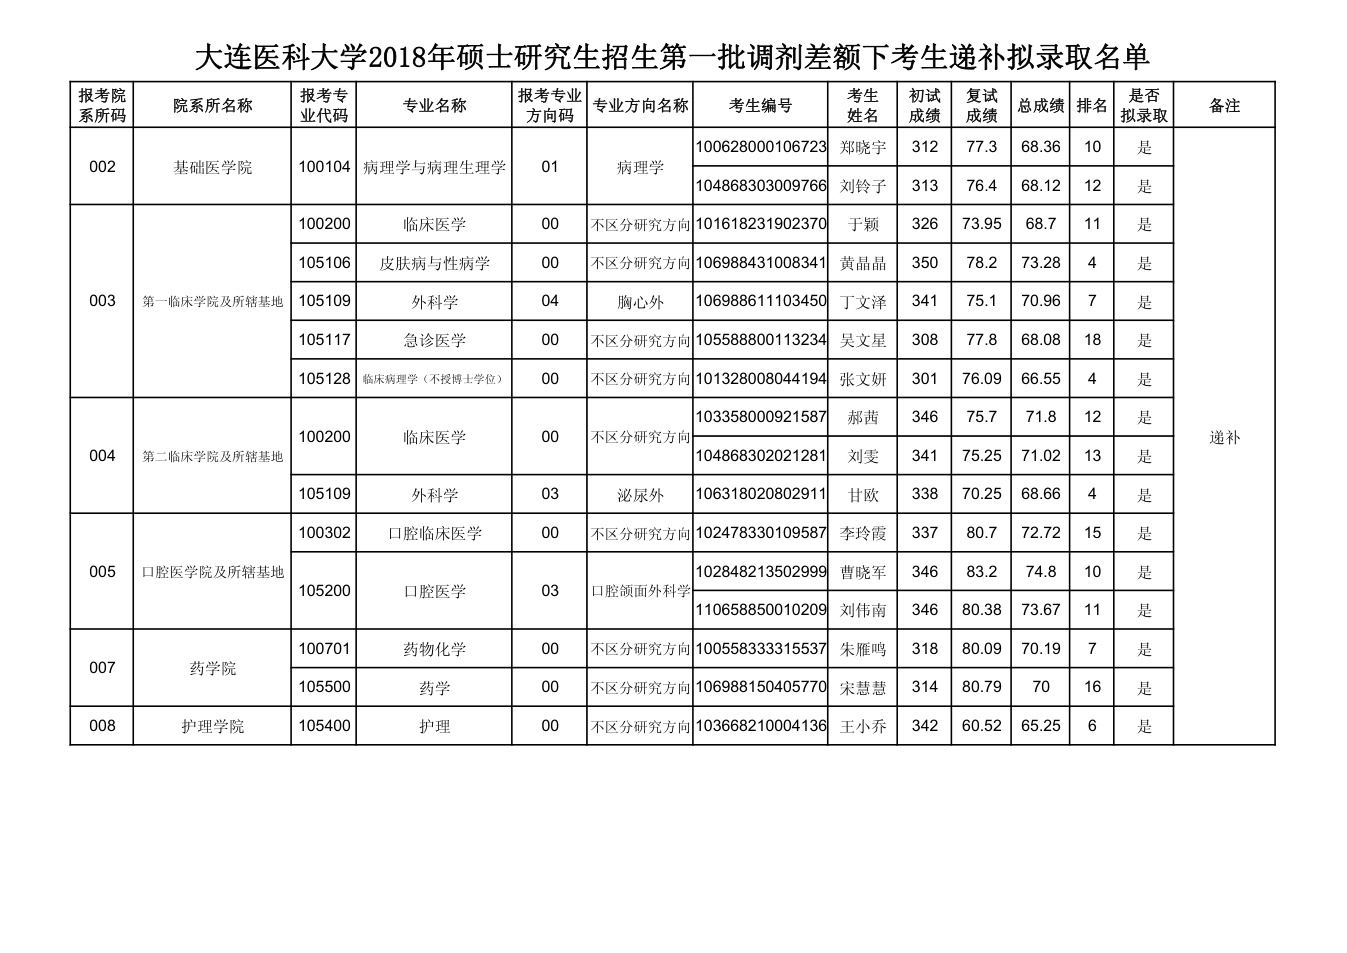 大连医科大学2018年硕士研究生招生第一批调剂差额下考生递补拟录取名单
报考院系所码 院系所名称 报考专业代码 专业名称 报考专业方向码 专业方向名称 考生编号 考生姓名 初试成绩 复试成绩 总成绩 排名 是否拟录取 备注
002 基础医学院 100104 病理学与病理生理学 01 病理学 100628000106723 郑晓宇 312 77.3 68.36 10 是 递补
104868303009766 刘铃子 313 76.4 68.12 12 是
003 第一临床学院及所辖基地 100200 临床医学 00 不区分研究方向 101618231902370 于颖 326 73.95 68.7 11 是
105106 皮肤病与性病学 00 不区分研究方向 106988431008341 黄晶晶 350 78.2 73.28 4 是
105109 外科学 04 胸心外 106988611103450 丁文泽 341 75.1 70.96 7 是
105117 急诊医学 00 不区分研究方向 105588800113234 吴文星 308 77.8 68.08 18 是
105128 临床病理学（不授博士学位） 00 不区分研究方向 101328008044194 张文妍 301 76.09 66.55 4 是
004 第二临床学院及所辖基地 100200 临床医学 00 不区分研究方向 103358000921587 郝茜 346 75.7 71.8 12 是
104868302021281 刘雯 341 75.25 71.02 13 是
105109 外科学 03 泌尿外 106318020802911 甘欧 338 70.25 68.66 4 是
005 口腔医学院及所辖基地 100302 口腔临床医学 00 不区分研究方向 102478330109587 李玲霞 337 80.7 72.72 15 是
105200 口腔医学 03 口腔颌面外科学 102848213502999 曹晓军 346 83.2 74.8 10 是
110658850010209 刘伟南 346 80.38 73.67 11 是
007 药学院 100701 药物化学 00 不区分研究方向 100558333315537 朱雁鸣 318 80.09 70.19 7 是
105500 药学 00 不区分研究方向 106988150405770 宋慧慧 314 80.79 70 16 是
008 护理学院 105400 护理 00 不区分研究方向 103668210004136 王小乔 342 60.52 65.25 6 是